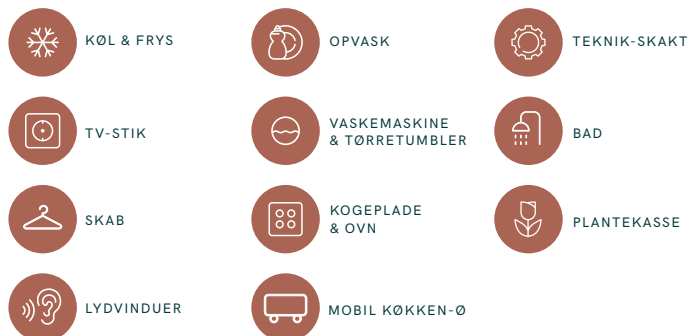 KØL & FRYS
OPVASK
TEKNIK-SKAKT
TV-STIK
VASKEMASKINE
& TØRRETUMBLER
BAD
SKAB
KOGEPLADE
& OVN
PLANTEKASSE
LYDVINDUER
MOBIL KØKKEN-Ø